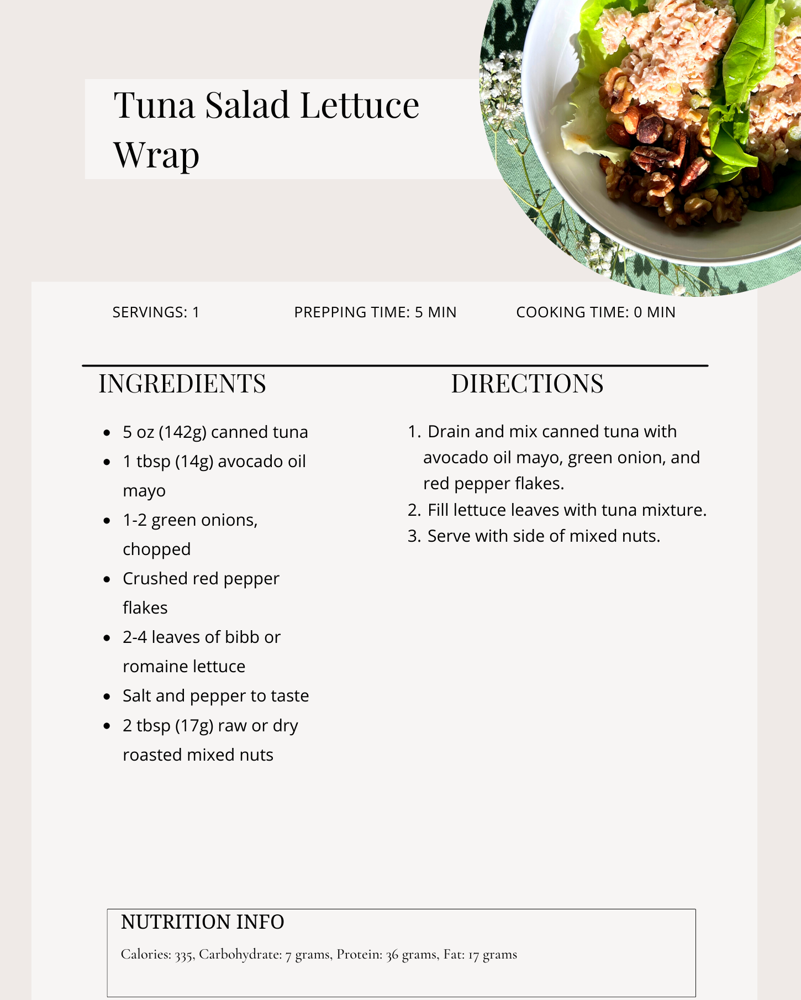 Tuna Salad Lettuce
Wrap
SERVINGS: 1
PREPPING TIME: 5 MIN
COOKING TIME: 0 MIN
INGREDIENTS
• 5 oz (142g) canned tuna
• 1 tbsp (14g) avocado oil
mayo
• 1-2 green onions,
chopped
• Crushed red pepper
flakes
• 2-4 leaves of bibb or
romaine lettuce
• Salt and pepper to taste
• 2 tbsp (17g) raw or dry
roasted mixed nuts
DIRECTIONS
1. Drain and mix canned tuna with
avocado oil mayo, green onion, and
red pepper flakes.
2. Fill lettuce leaves with tuna mixture.
3. Serve with side of mixed nuts.
NUTRITION INFO
Calories: 335, Carbohydrate: 7 grams, Protein: 36 grams, Fat: 17 grams